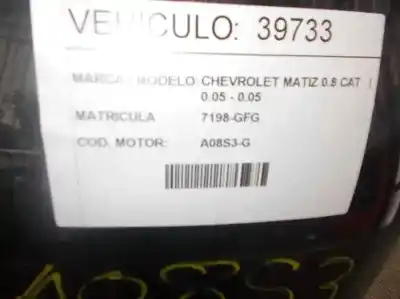 VEHICULO: 39733
MARCA / MODELO CHEVROLET MATIZ 0.8 CAT |
0.05 - 0.05
MATRICULA 7198-GFG
COD. MOTOR: A08S3-G
A08S3